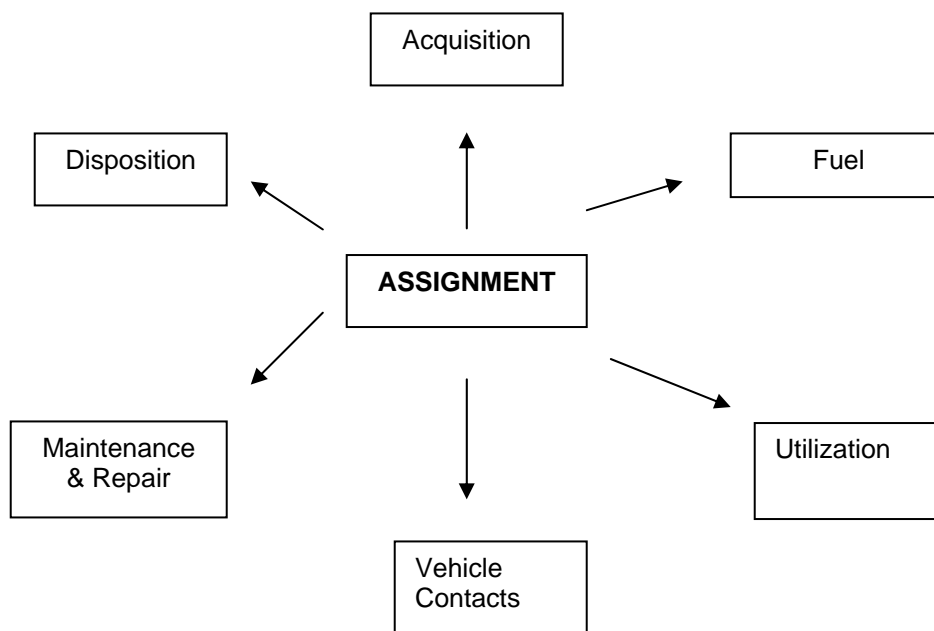 Acquisition
Disposition
Fuel
ASSIGNMENT
Maintenance
& Repair
Utilization
Vehicle
Contacts